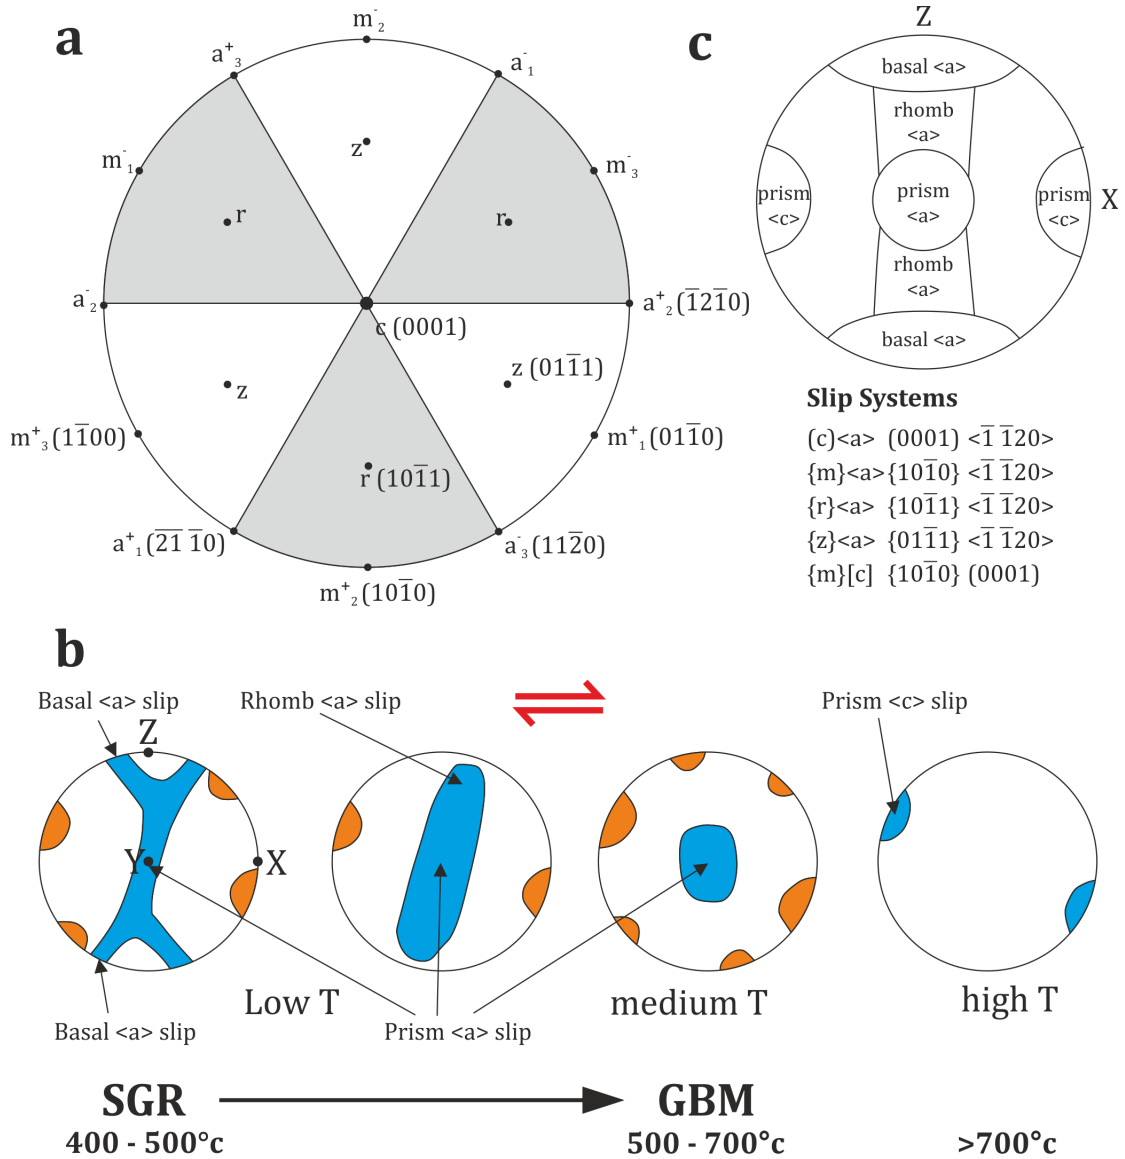 a
m⁻₂
a⁺₃
a⁻₁
m⁻₁
m⁻₃
z
r
r
a⁻₂
c (0001)
a⁺₂ (1̅21̅0)
z
z (011̅1)
m⁺₃ (11̅00)
m⁺₁ (011̅0)
r (101̅1)
a⁺₁ (2̅1̅ 1̅0)
a⁻₃ (112̅0)
m⁺₂ (101̅0)
c
Z
basal <a>
rhomb
<a>
prism
<c>
prism
<a>
prism
<c>
X
rhomb
<a>
basal <a>
Slip Systems
(c)<a> (0001) <1̅ 1̅20>
{m}<a> {101̅0} <1̅ 1̅20>
{r}<a> {101̅1} <1̅ 1̅20>
{z}<a> {011̅1} <1̅ 1̅20>
{m}[c] {101̅0} (0001)
b
Basal <a> slip
Rhomb <a> slip
Prism <c> slip
Z
Y
X
Low T
medium T
high T
Basal <a> slip
Prism <a> slip
SGR
GBM
400 - 500°c
500 - 700°c
>700°c